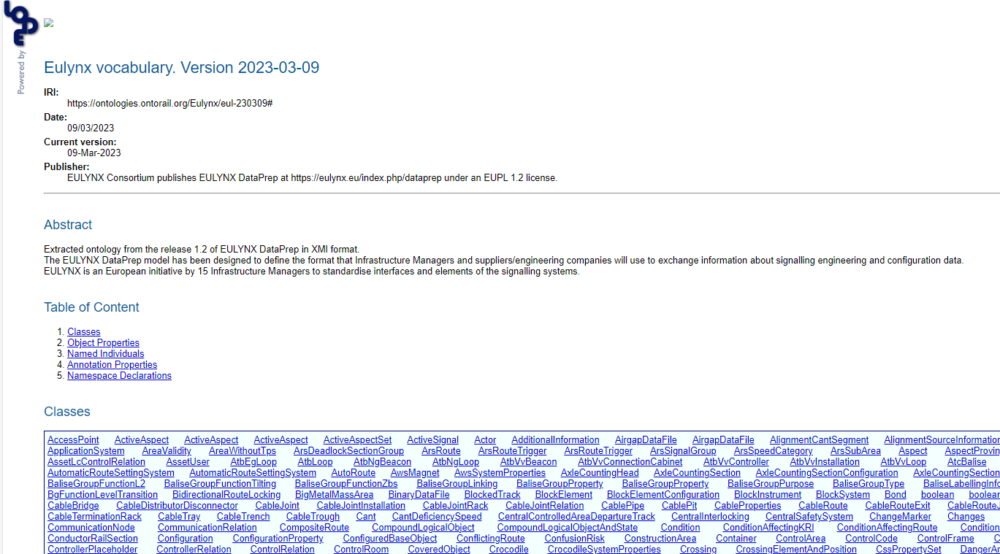 LODE
Powered by
Eulynx vocabulary. Version 2023-03-09
IRI:
https://ontologies.ontorail.org/Eulynx/eul-230309#
Date:
09/03/2023
Current version:
09-Mar-2023
Publisher:
EULYNX Consortium publishes EULYNX DataPrep at https://eulynx.eu/index.php/dataprep under an EUPL 1.2 license.
Abstract
Extracted ontology from the release 1.2 of EULYNX DataPrep in XMI format.
The EULYNX DataPrep model has been designed to define the format that Infrastructure Managers and suppliers/engineering companies will use to exchange information about signalling engineering and configuration data.
EULYNX is an European initiative by 15 Infrastructure Managers to standardise interfaces and elements of the signalling systems.
Table of Content
1. Classes
2. Object Properties
3. Named Individuals
4. Annotation Properties
5. Namespace Declarations
Classes
AccessPoint ActiveAspect ActiveAspect ActiveAspect ActiveAspectSet ActiveSignal Actor AdditionalInformation AirgapDataFile AirgapDataFile AlignmentCantSegment AlignmentSourceInformation
ApplicationSystem AreaValidity AreaWithoutTps ArsDeadlockSectionGroup ArsRoute ArsRouteTrigger ArsRouteTrigger ArsSignalGroup ArsSpeedCategory ArsSubArea Aspect AspectProvin
AssetLcControlRelation AssetUser AtbEgLoop AtbLoop AtbNgBeacon AtbNgLoop AtbVvBeacon AtbVvConnectionCabinet AtbVvController AtbVvInstallation AtbVvLoop AtcBalise
AutomaticRouteSettingSystem AutomaticRouteSettingSystem AutoRoute AwsMagnet AwsSystemProperties AxleCountingHead AxleCountingSection AxleCountingSectionConfiguration AxleCountingSection
BaliseGroupFunctionL2 BaliseGroupFunctionTilting BaliseGroupFunctionZbs BaliseGroupLinking BaliseGroupProperty BaliseGroupProperty BaliseGroupPurpose BaliseGroupType BaliseLabellingInfo
BgFunctionLevelTransition BidirectionalRouteLocking BigMetalMassArea BinaryDataFile BlockedTrack BlockElement BlockElementConfiguration BlockInstrument BlockSystem Bond boolean boolean
CableBridge CableDistributorDisconnector CableJoint CableJointInstallation CableJointRack CableJointRelation CablePipe CablePit CableProperties CableRoute CableRouteExit CableRouteJ
CableTerminationRack CableTray CableTrench CableTrough Cant CantDeficiencySpeed CentralControlledAreaDepartureTrack CentralInterlocking CentralSafetySystem ChangeMarker Changes
CommunicationNode CommunicationRelation CompositeRoute CompoundLogicalObject CompoundLogicalObjectAndState Condition ConditionAffectingKRI ConditionAffectingRoute Condition
ConductorRailSection Configuration ConfigurationProperty ConfiguredBaseObject ConflictingRoute ConfusionRisk ConstructionArea Container ControlArea ControlCode ControlFrame C
ControllerPlaceholder ControllerRelation ControlRelation ControlRoom CoveredObject Crocodile CrocodileSystemProperties Crossing CrossingElementAndPosition CssPropertySet DangerAr